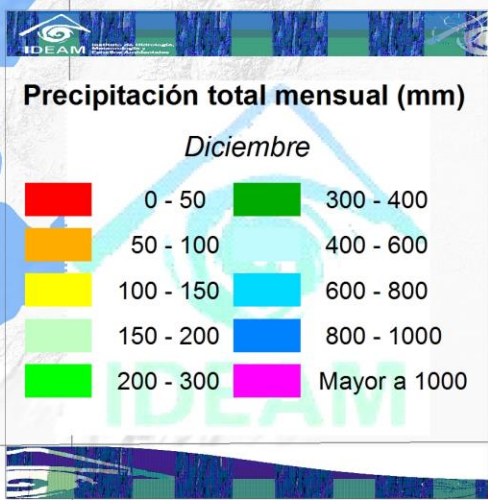 IDEAM
Instituto de Hidrología,
Meteorología y
Estudios Ambientales
Precipitación total mensual (mm)
Diciembre
0 - 50
300 - 400
50 - 100
400 - 600
100 - 150
600 - 800
150 - 200
800 - 1000
200 - 300
Mayor a 1000
IDEAM